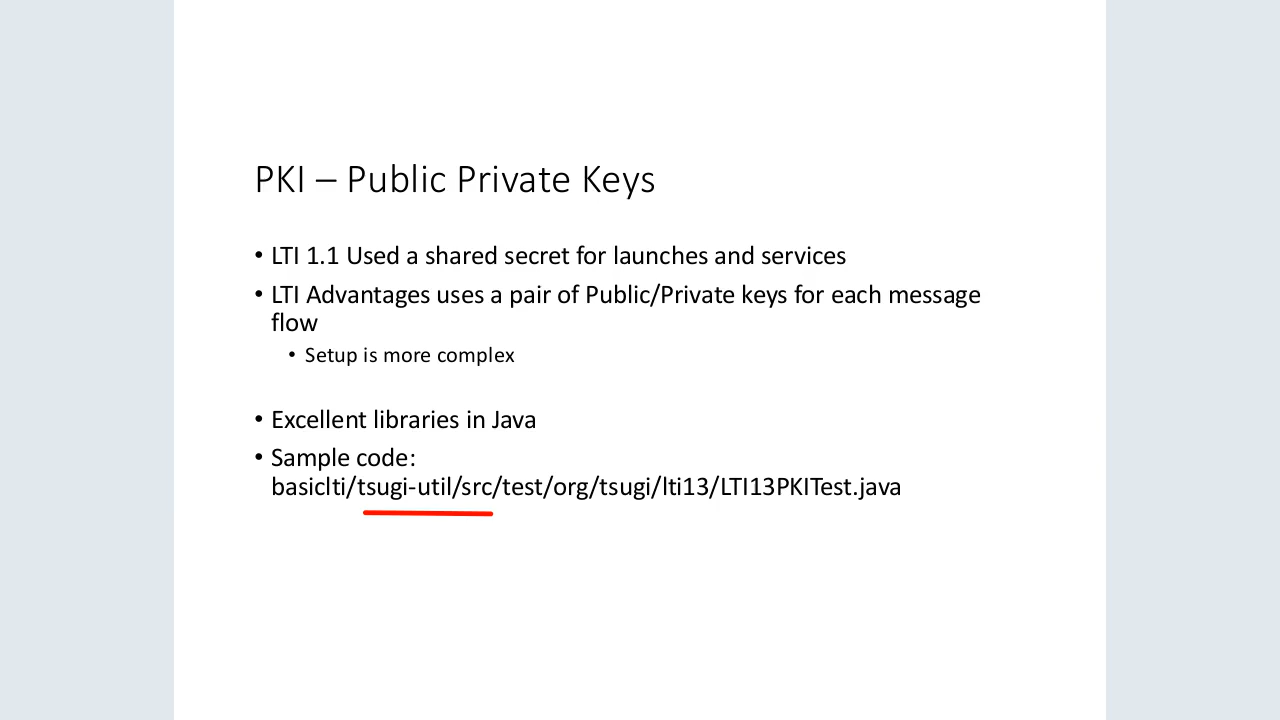 PKI – Public Private Keys
• LTI 1.1 Used a shared secret for launches and services
• LTI Advantages uses a pair of Public/Private keys for each message
flow
• Setup is more complex
• Excellent libraries in Java
• Sample code:
basiclti/tsugi-util/src/test/org/tsugi/lti13/LTI13PKITest.java